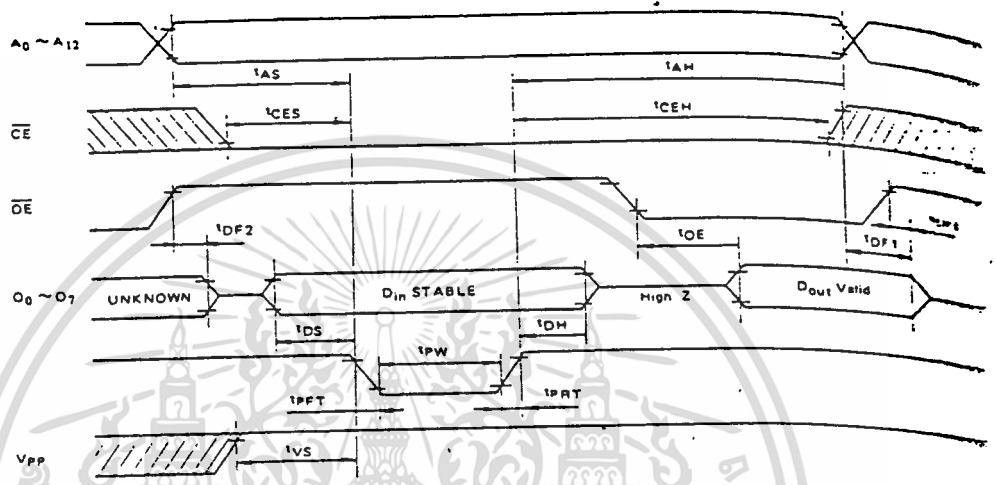 A₀ ~ A₁₂
tAS
tAH
tCES
tCEH
CE
OE
tDF2
tOE
tDF1
O₀ ~ O₇
UNKNOWN
Din STABLE
High Z
Dout Valid
tDS
tDH
tPW
tPFT
tPRT
VPP
tVS